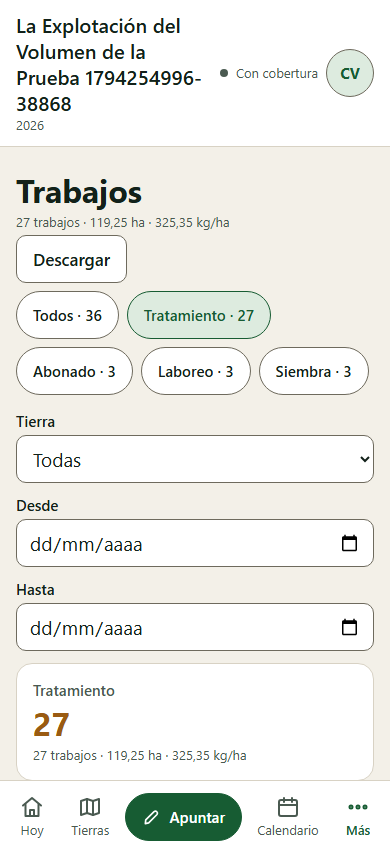 La Explotación del
Volumen de la
Prueba 1794254996-
38868
2026
Con cobertura
CV
Trabajos
27 trabajos · 119,25 ha · 325,35 kg/ha
Descargar
Todos · 36
Tratamiento · 27
Abonado · 3
Laboreo · 3
Siembra · 3
Tierra
Todas
Desde
dd/mm/aaaa
Hasta
dd/mm/aaaa
Tratamiento
27
27 trabajos · 119,25 ha · 325,35 kg/ha
Hoy
Tierras
Apuntar
Calendario
Más